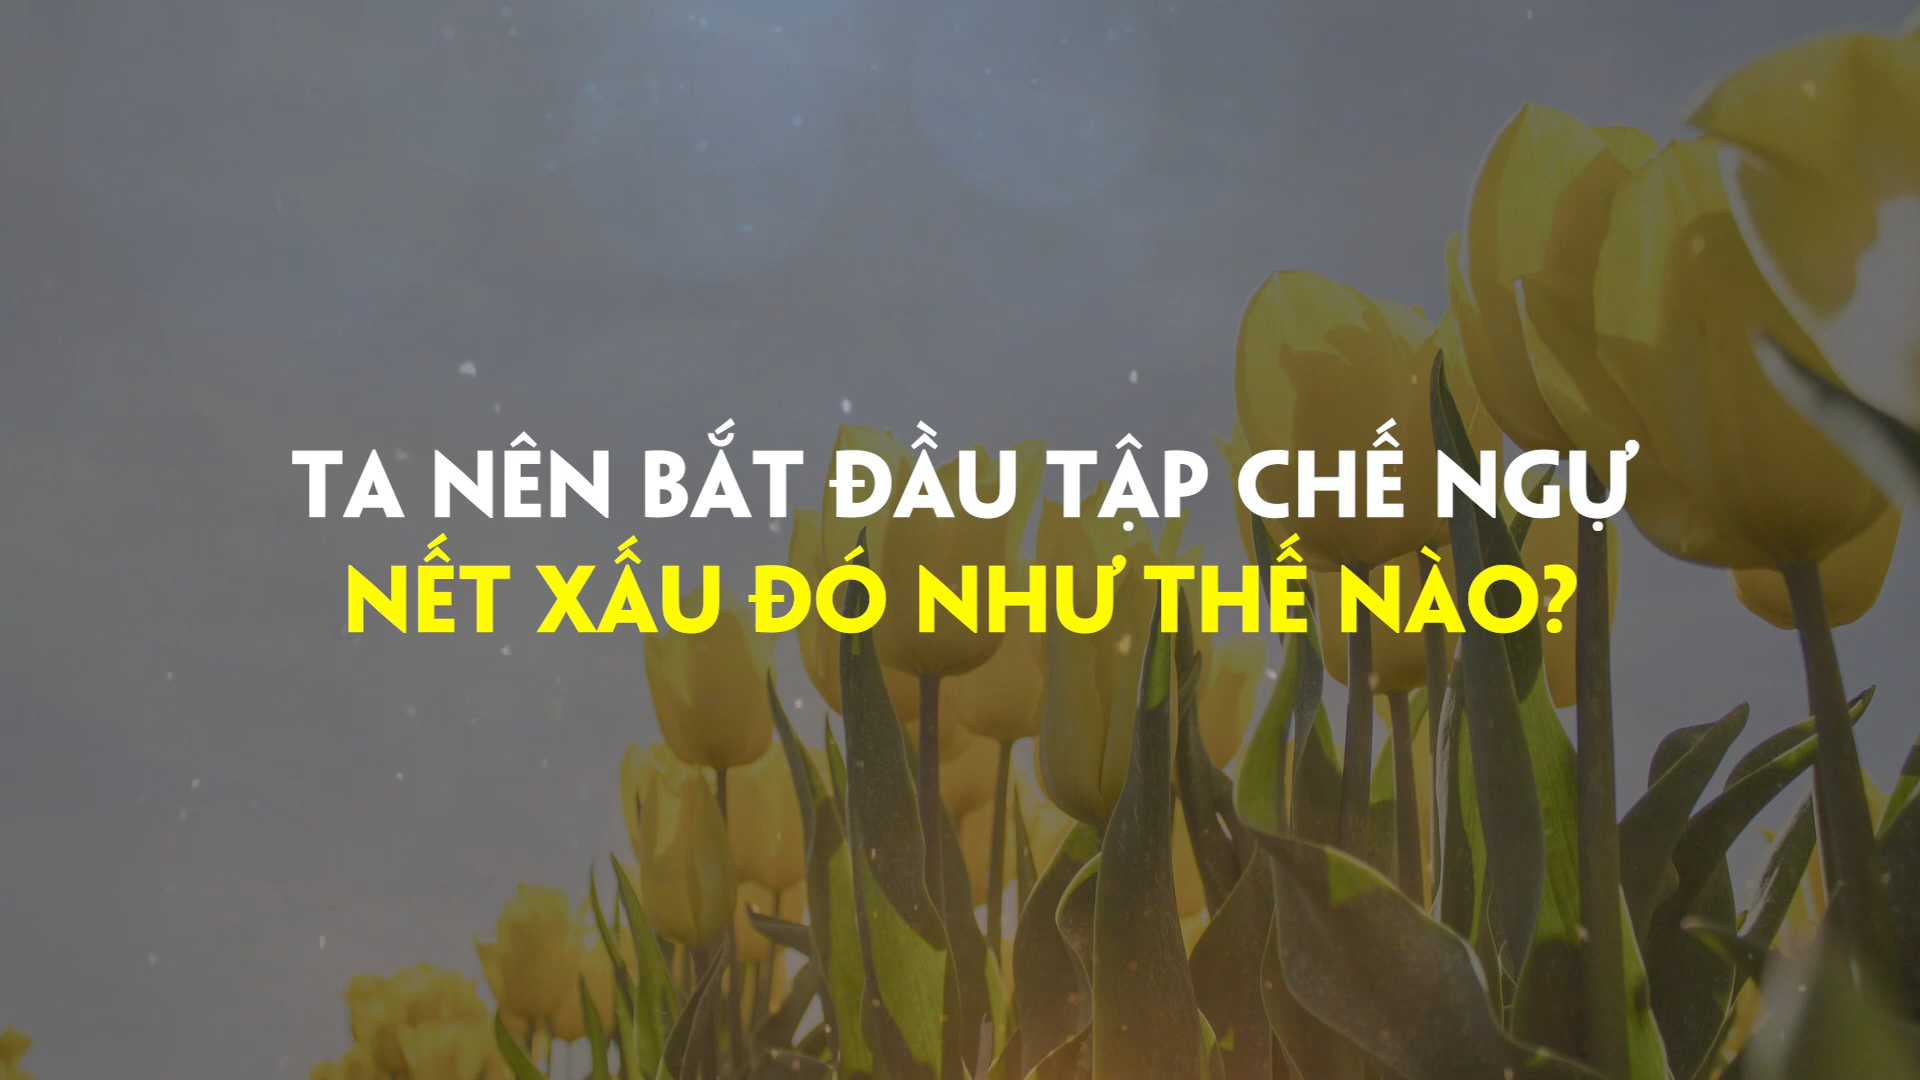 TA NÊN BẮT ĐẦU TẬP CHẾ NGỰ
NẾT XẤU ĐÓ NHƯ THẾ NÀO?